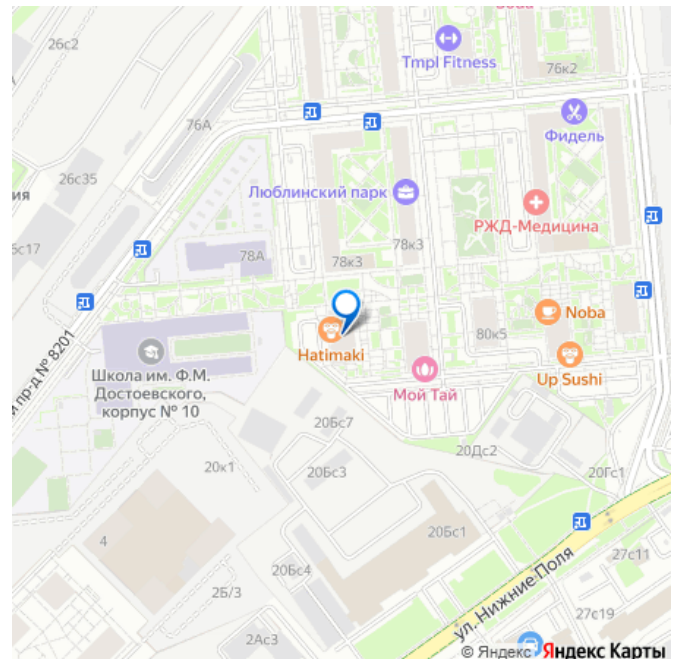 26с2
Tmpl Fitness
76к2
76А
Фидель
26с35
Люблинский парк
РЖД-Медицина
78к3
78А
78к3
Noba
80к5
Hatimaki
Up Sushi
Мой Тай
пр-д № 8201
Школа им. Ф.М.
Достоевского,
корпус № 10
20Бс7
20Дс2
20к1
20Бс3
20Гс1
4
20Бс1
ул. Нижние Поля
27с11
20Бс4
2Б/3
27с19
2Ас3
© Яндекс Яндекс Карты